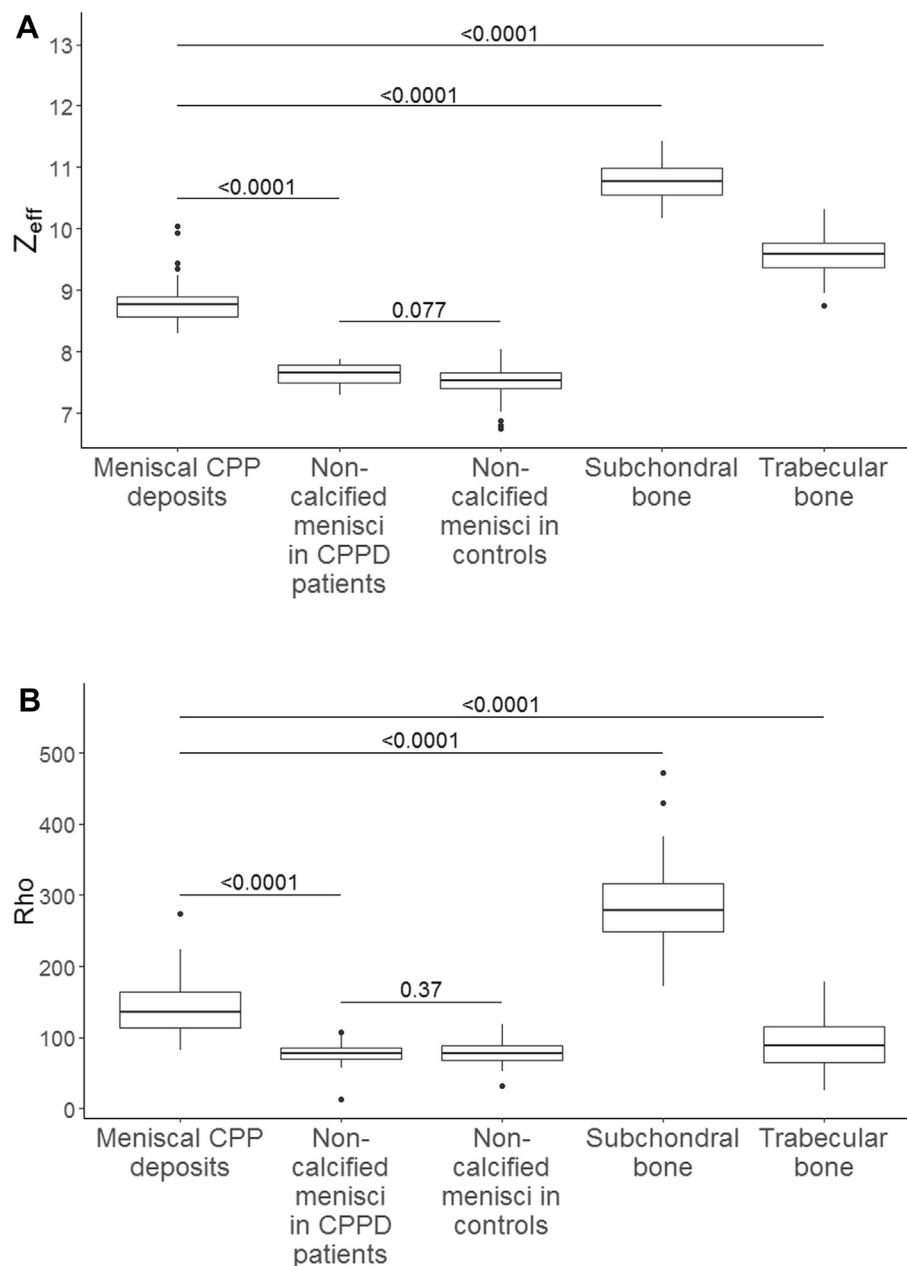 A
<0.0001
13
<0.0001
12
11
<0.0001
10
Zeff
9
0.077
8
7
Meniscal CPP
deposits
Non-
calcified
menisci
in CPPD
patients
Non-
calcified
menisci in
controls
Subchondral
bone
Trabecular
bone
B
<0.0001
<0.0001
500
400
<0.0001
300
Rho
200
0.37
100
0
Meniscal CPP
deposits
Non-
calcified
menisci
in CPPD
patients
Non-
calcified
menisci in
controls
Subchondral
bone
Trabecular
bone